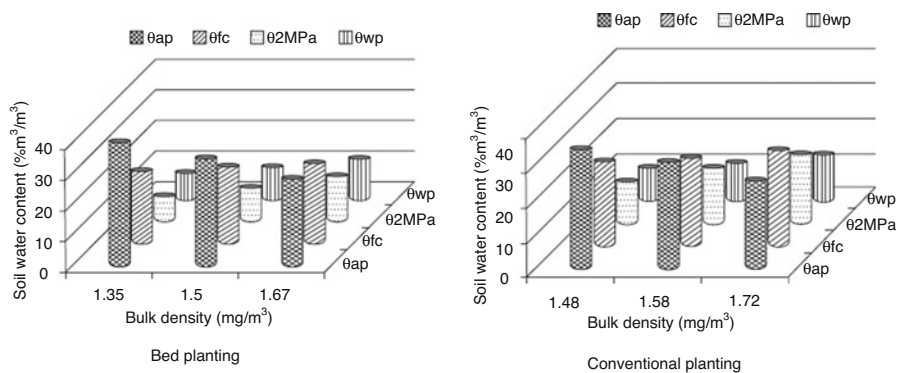 θap θfc θ2MPa θwp
Soil water content (%m³/m³)
40
30
20
10
0
θwp
θ2MPa
θfc
θap
1.35 1.5 1.67
Bulk density (mg/m³)
Bed planting
θap θfc θ2MPa θwp
Soil water content (%m³/m³)
40
30
20
10
0
θwp
θ2MPa
θfc
θap
1.48 1.58 1.72
Bulk density (mg/m³)
Conventional planting